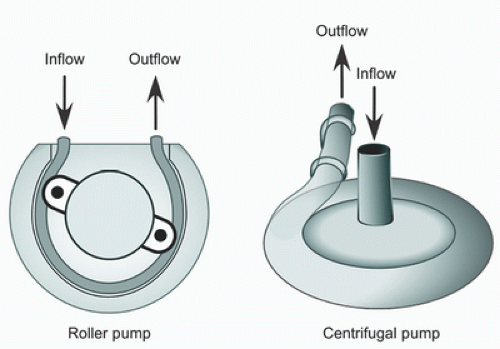 Inflow
Outflow
Outflow
Inflow
Roller pump
Centrifugal pump